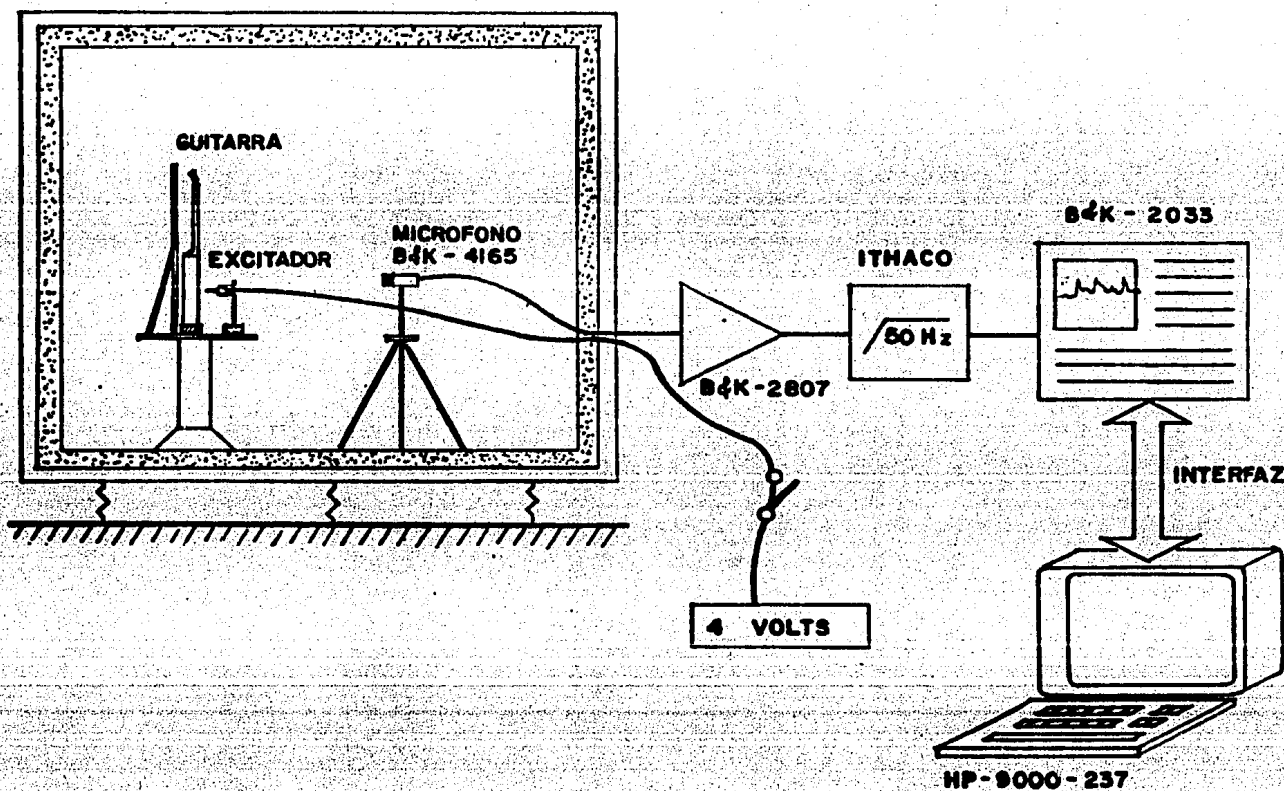 GUITARRA
EXCITADOR
MICROFONO
B&K - 4165
B&K - 2807
ITHACO
50 Hz
B&K - 2033
INTERFAZ
4 VOLTS
HP-9000-237